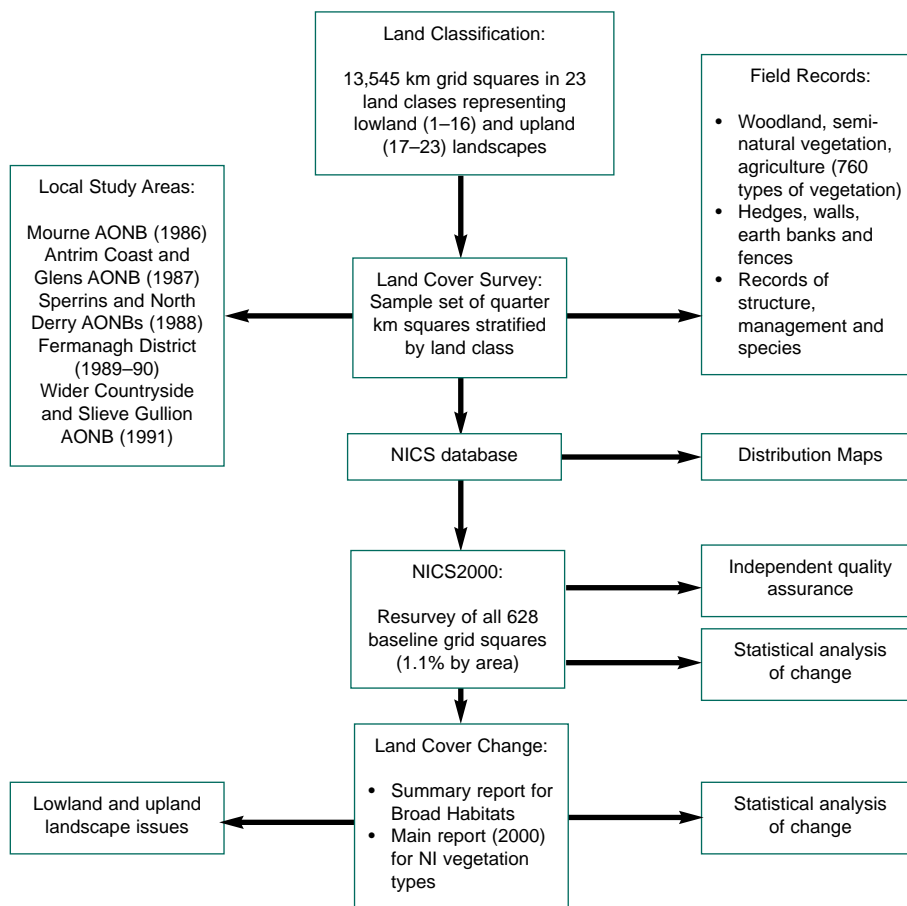 Land Classification:
13,545 km grid squares in 23
land clases representing
lowland (1–16) and upland
(17–23) landscapes
Field Records:
• Woodland, semi-
natural vegetation,
agriculture (760
types of vegetation)
• Hedges, walls,
earth banks and
fences
• Records of
structure,
management and
species
Local Study Areas:
Mourne AONB (1986)
Antrim Coast and
Glens AONB (1987)
Sperrins and North
Derry AONBs (1988)
Fermanagh District
(1989–90)
Wider Countryside
and Slieve Gullion
AONB (1991)
Land Cover Survey:
Sample set of quarter
km squares stratified
by land class
NICS database
Distribution Maps
NICS2000:
Resurvey of all 628
baseline grid squares
(1.1% by area)
Independent quality
assurance
Statistical analysis
of change
Land Cover Change:
• Summary report for
Broad Habitats
• Main report (2000)
for NI vegetation
types
Lowland and upland
landscape issues
Statistical analysis
of change